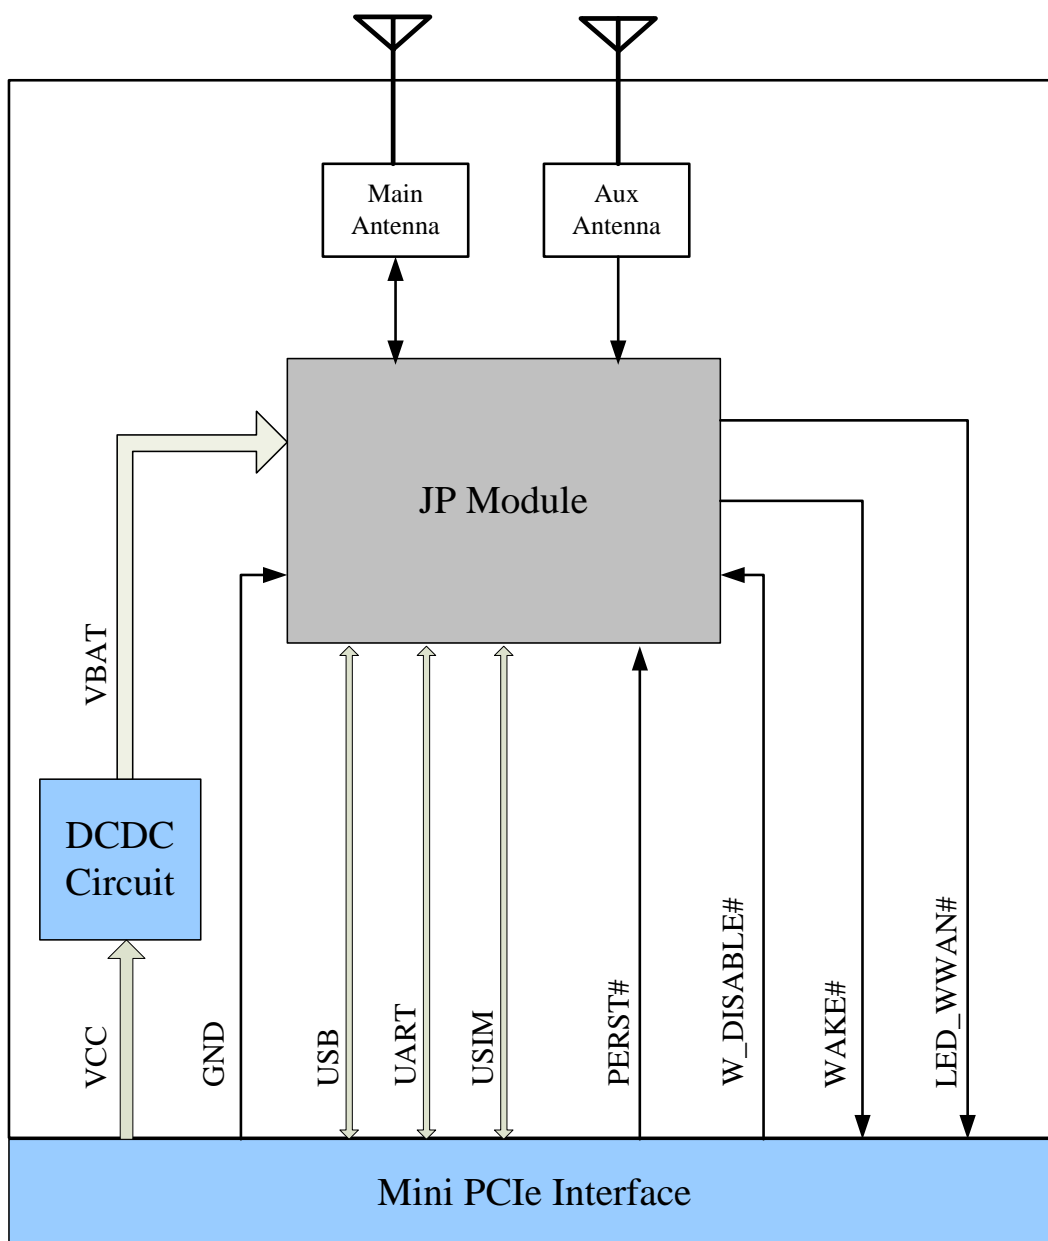 Main
Antenna
Aux
Antenna
JP Module
VBAT
DCDC
Circuit
VCC
GND
USB
UART
USIM
PERST#
W_DISABLE#
WAKE#
LED_WWAN#
Mini PCIe Interface